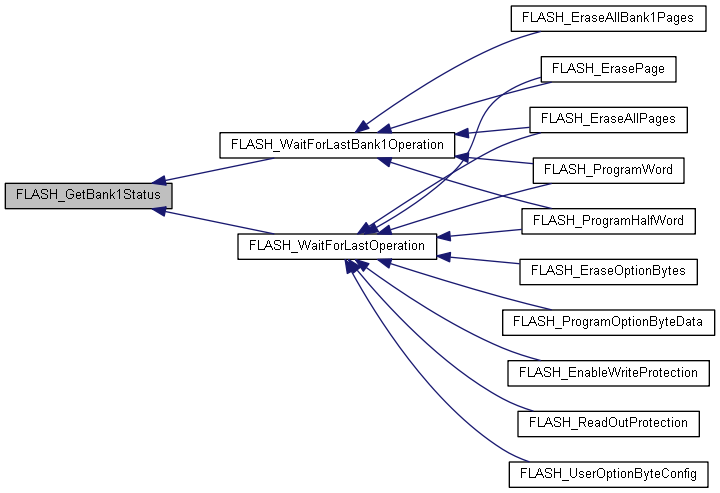 FLASH_GetBank1Status
FLASH_WaitForLastBank1Operation
FLASH_WaitForLastOperation
FLASH_EraseAllBank1Pages
FLASH_ErasePage
FLASH_EraseAllPages
FLASH_ProgramWord
FLASH_ProgramHalfWord
FLASH_EraseOptionBytes
FLASH_ProgramOptionByteData
FLASH_EnableWriteProtection
FLASH_ReadOutProtection
FLASH_UserOptionByteConfig